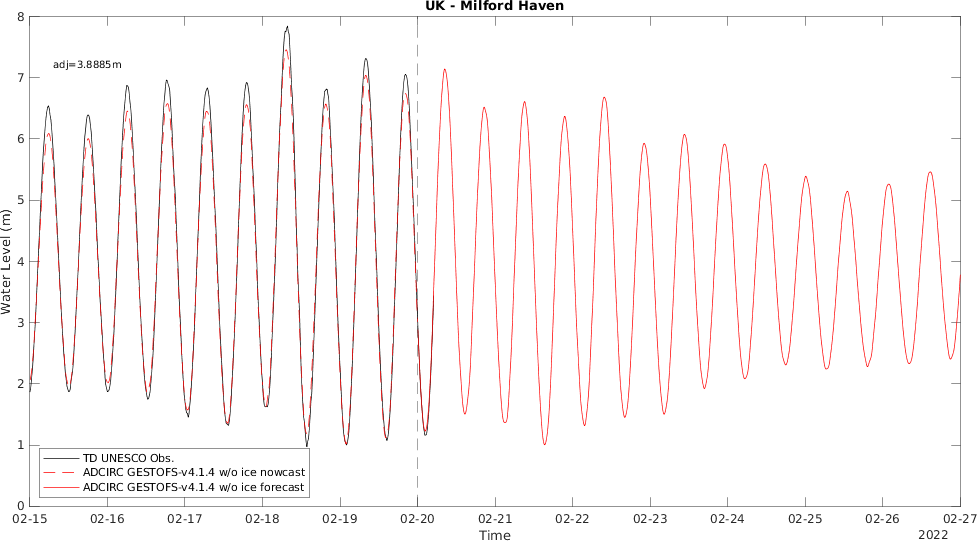 UK - Milford Haven
8
7
6
5
4
3
2
1
0
adj=3.8885m
Water Level (m)
TD UNESCO Obs.
ADCIRC GESTOFS-v4.1.4 w/o ice nowcast
ADCIRC GESTOFS-v4.1.4 w/o ice forecast
02-15 02-16 02-17 02-18 02-19 02-20 02-21 02-22 02-23 02-24 02-25 02-26 02-27
Time
2022